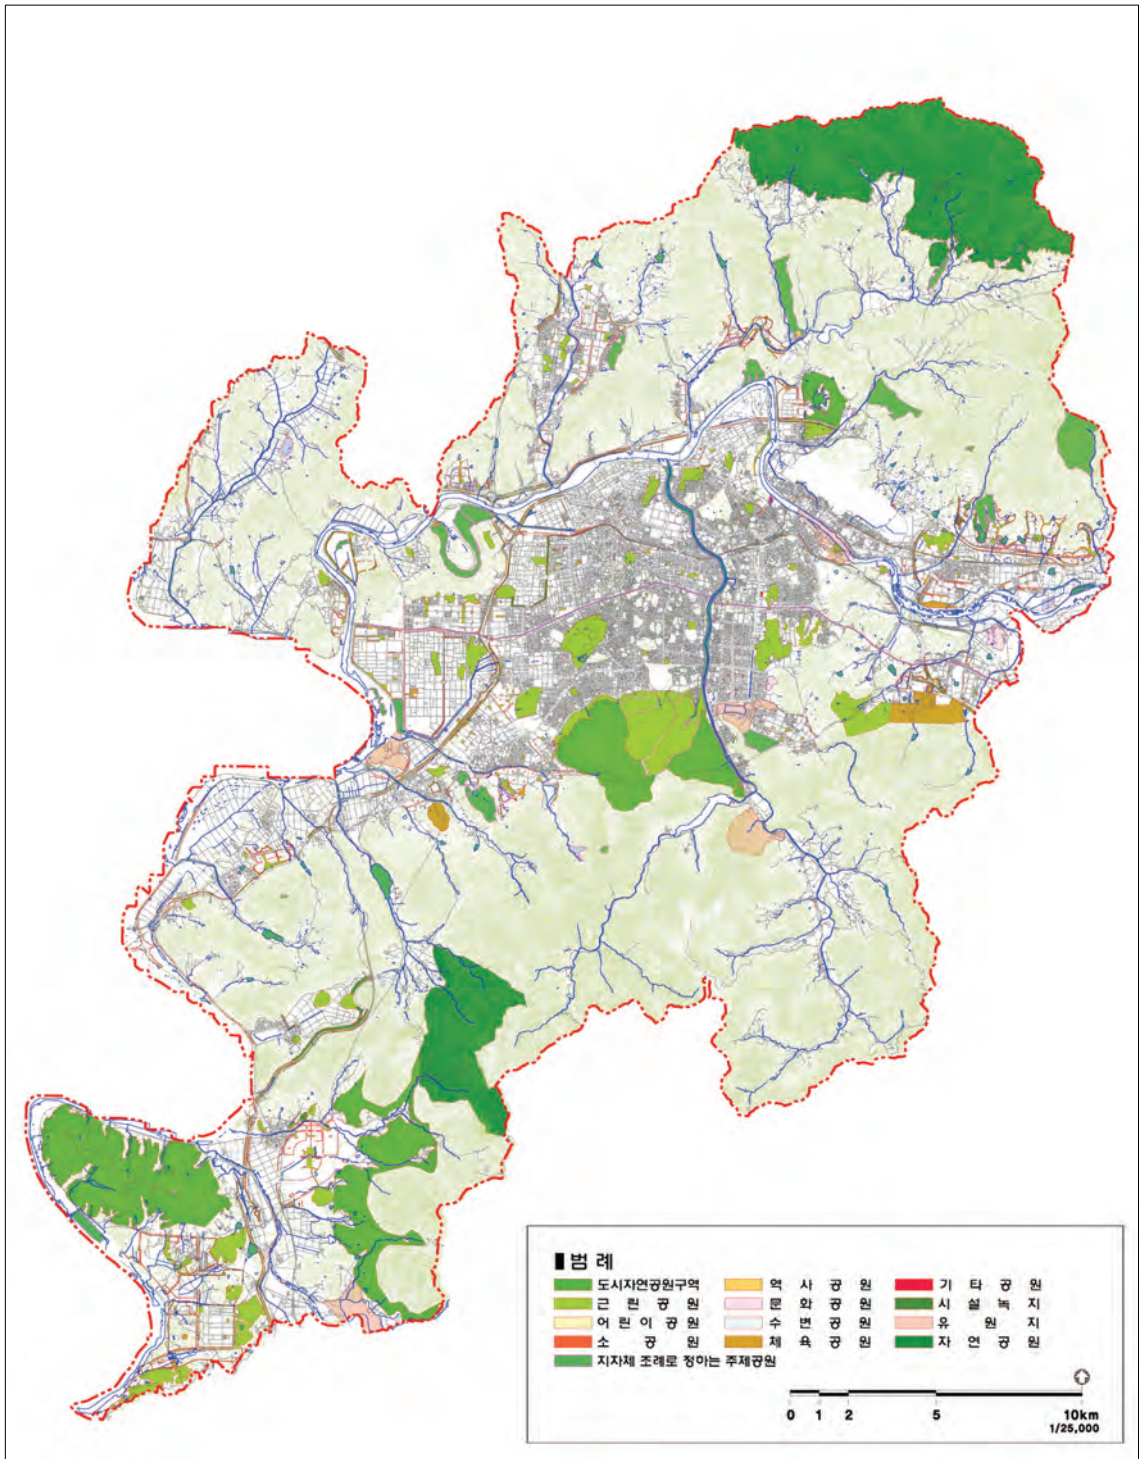 범 례
도시자연공원구역 역 사 공 원 기 타 공 원
근 린 공 원 문 화 공 원 시 설 녹 지
어 린 이 공 원 수 변 공 원 유 원 지
소 공 원 체 육 공 원 자 연 공 원
지자체 조례로 정하는 주제공원
0 1 2 5 10km
1/25,000